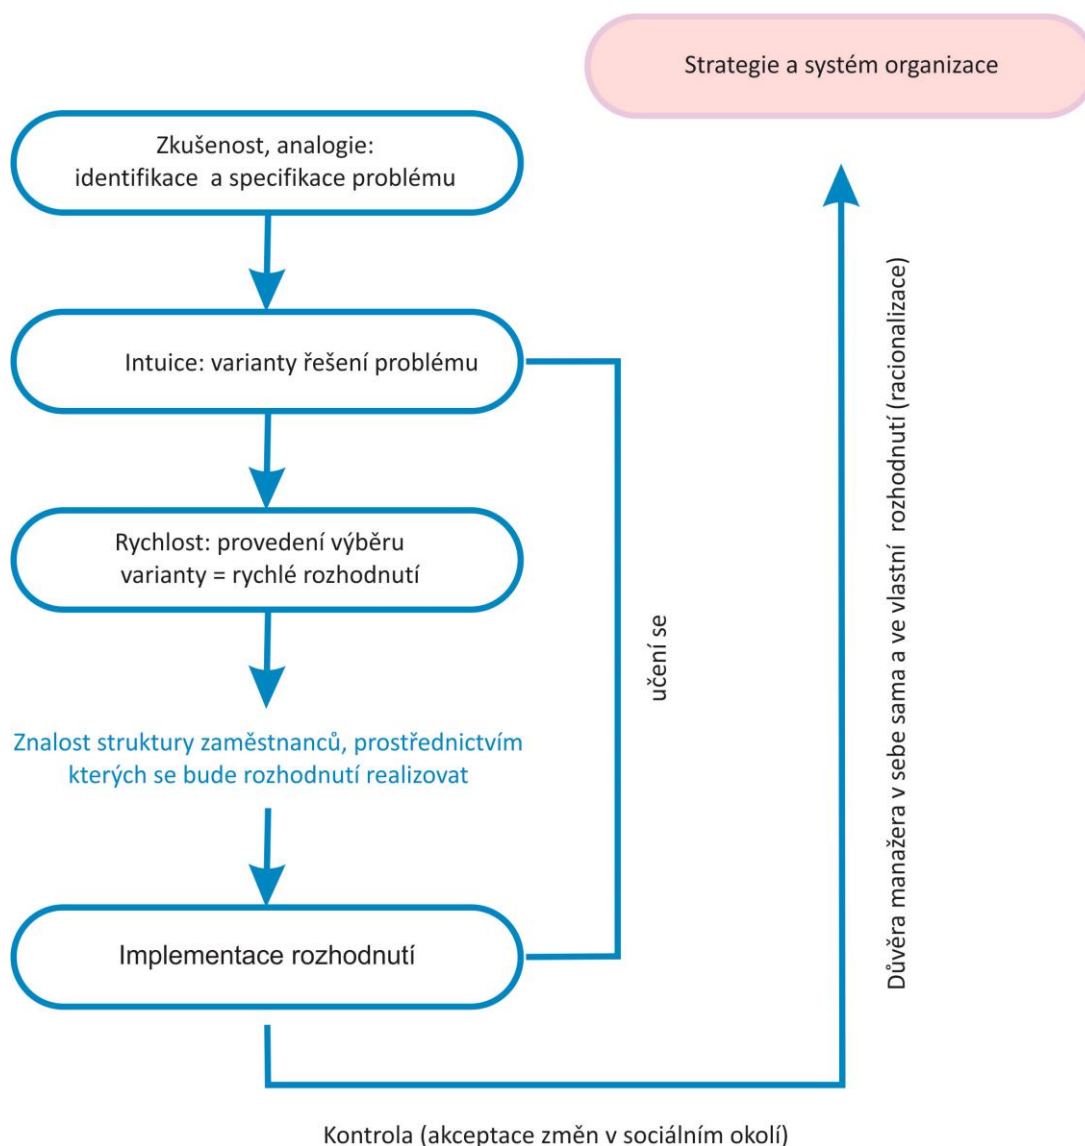 Strategie a systém organizace
Zkušenost, analogie:
identifikace a specifikace problému
Intuice: varianty řešení problému
Rychlost: provedení výběru
varianty = rychlé rozhodnutí
učení se
Důvěra manažera v sebe sama a ve vlastní rozhodnutí (racionalizace)
Znalost struktury zaměstnanců, prostřednictvím
kterých se bude rozhodnutí realizovat
Implementace rozhodnutí
Kontrola (akceptace změn v sociálním okolí)